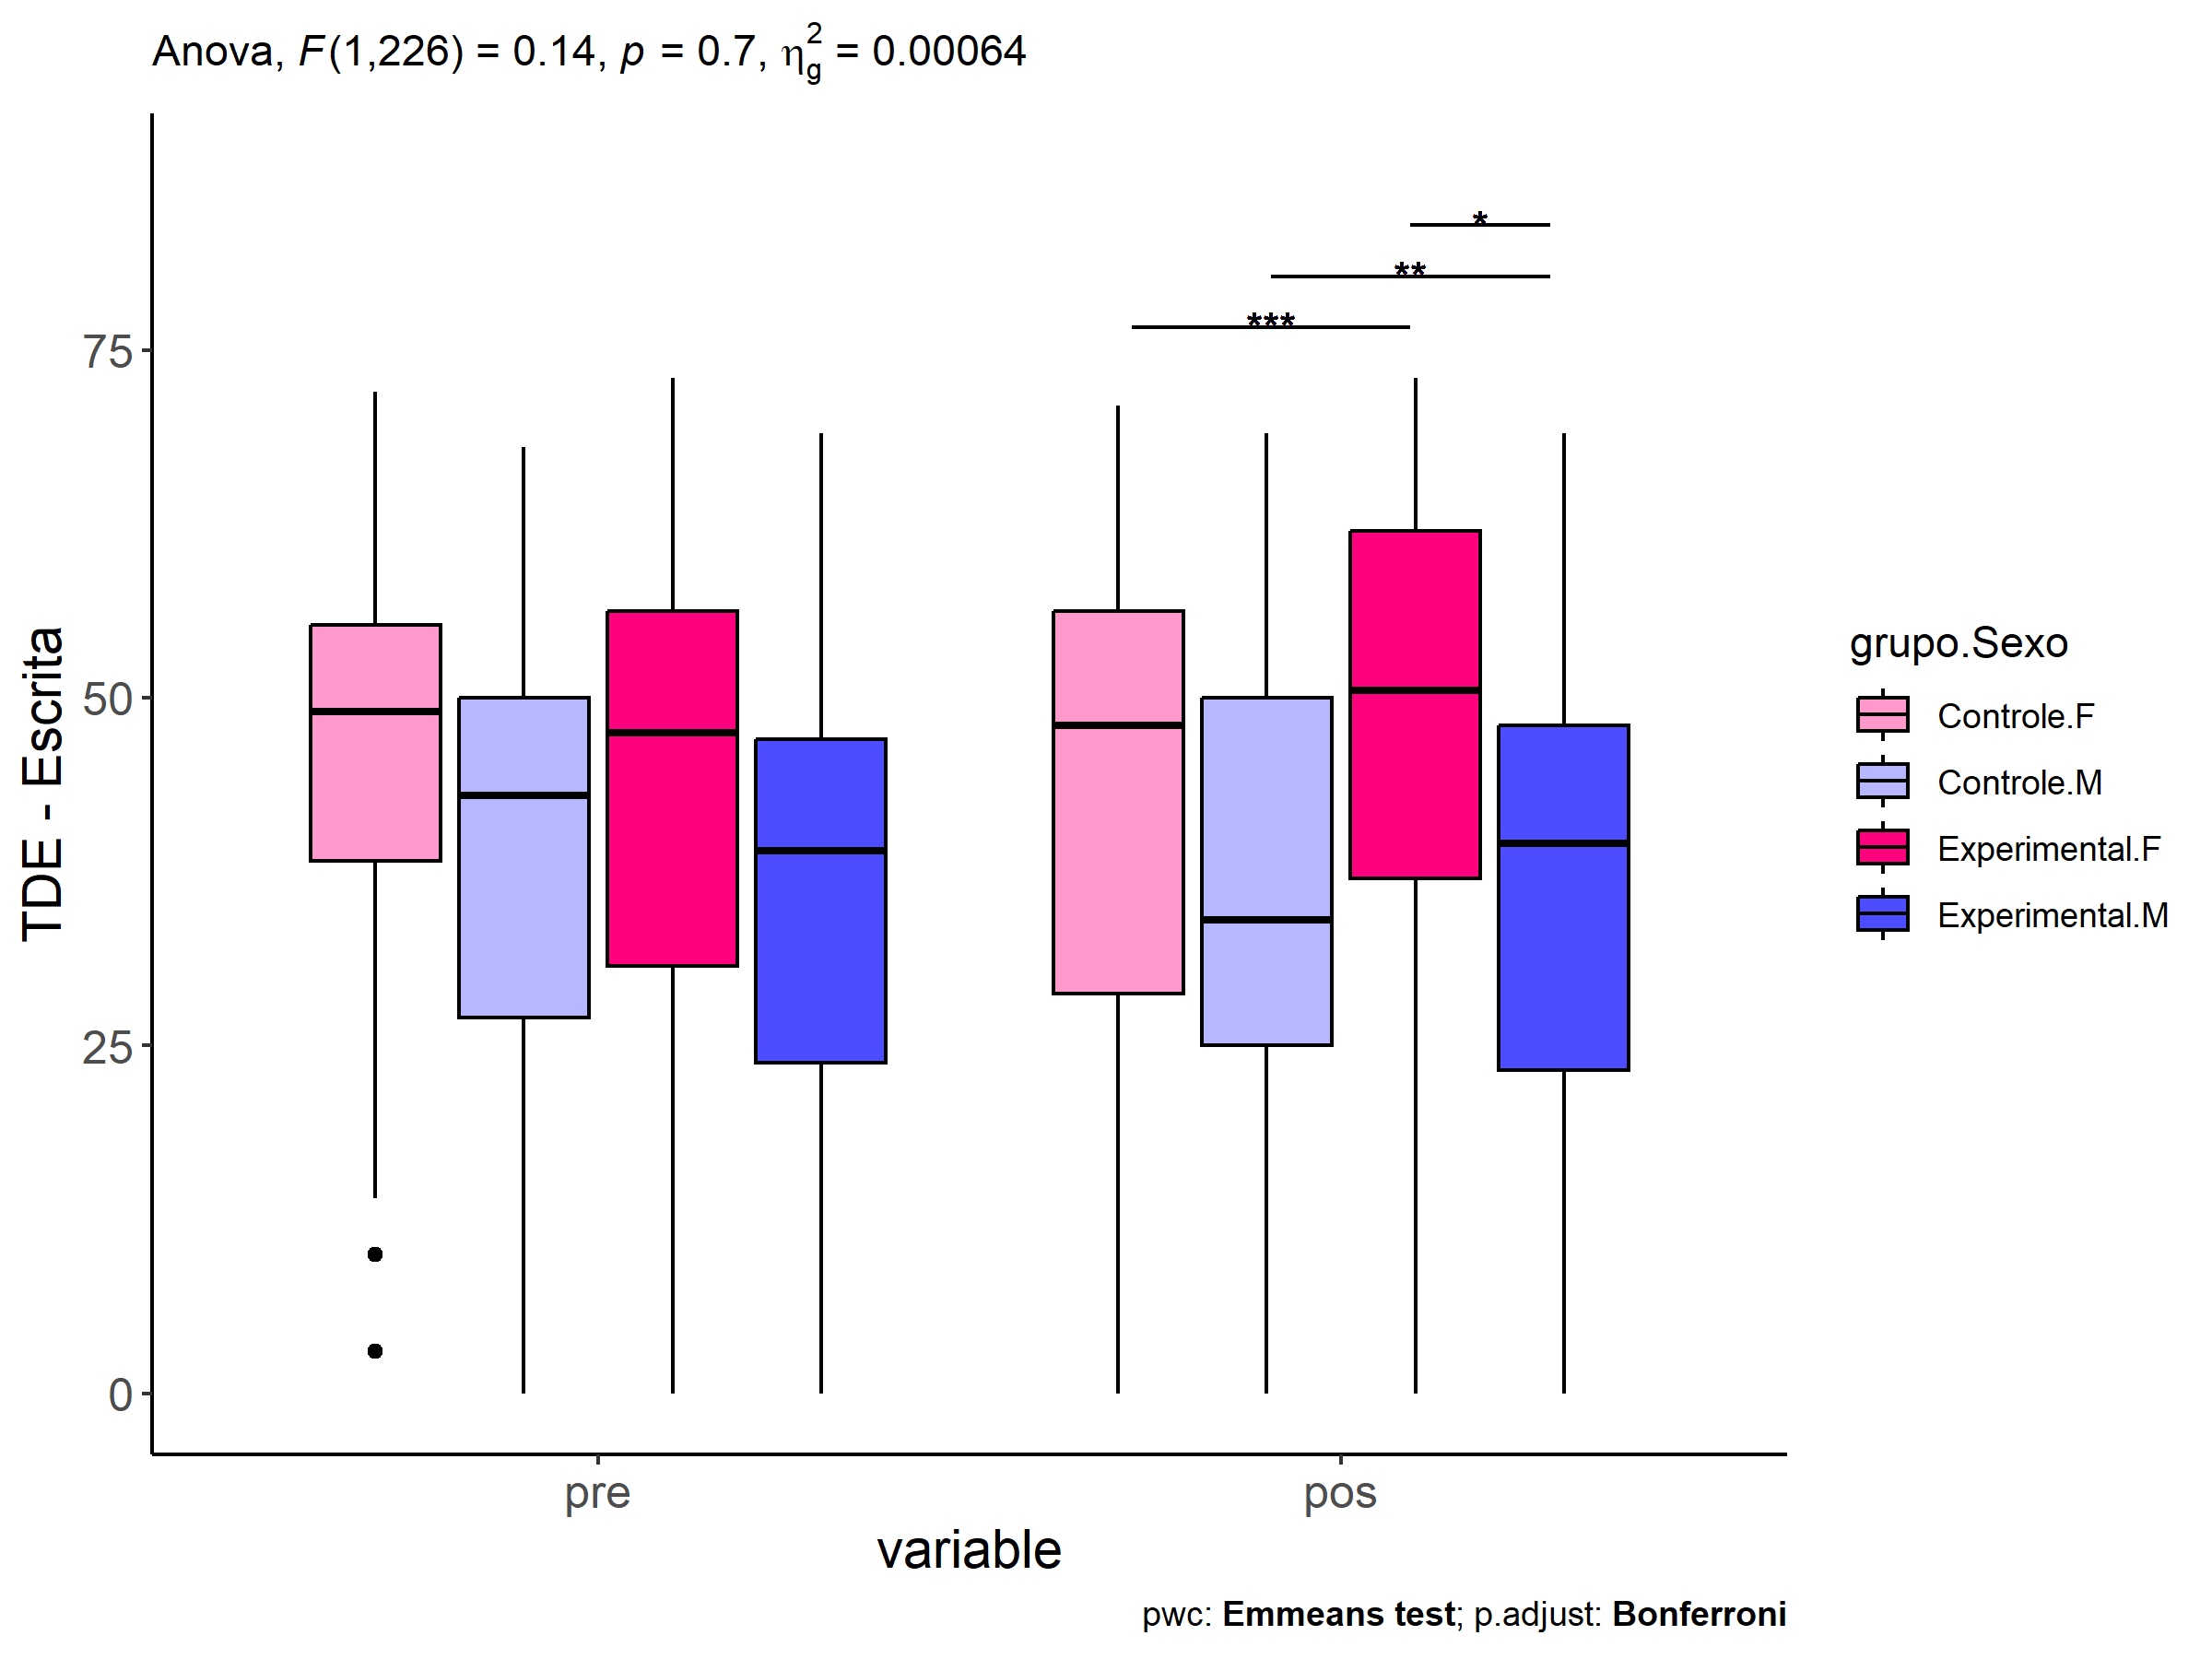 Anova, F(1,226) = 0.14, p = 0.7, η²g = 0.00064
*
**
***
75
50
25
0
TDE - Escrita
pre
pos
variable
grupo.Sexo
Controle.F
Controle.M
Experimental.F
Experimental.M
pwc: Emmeans test; p.adjust: Bonferroni